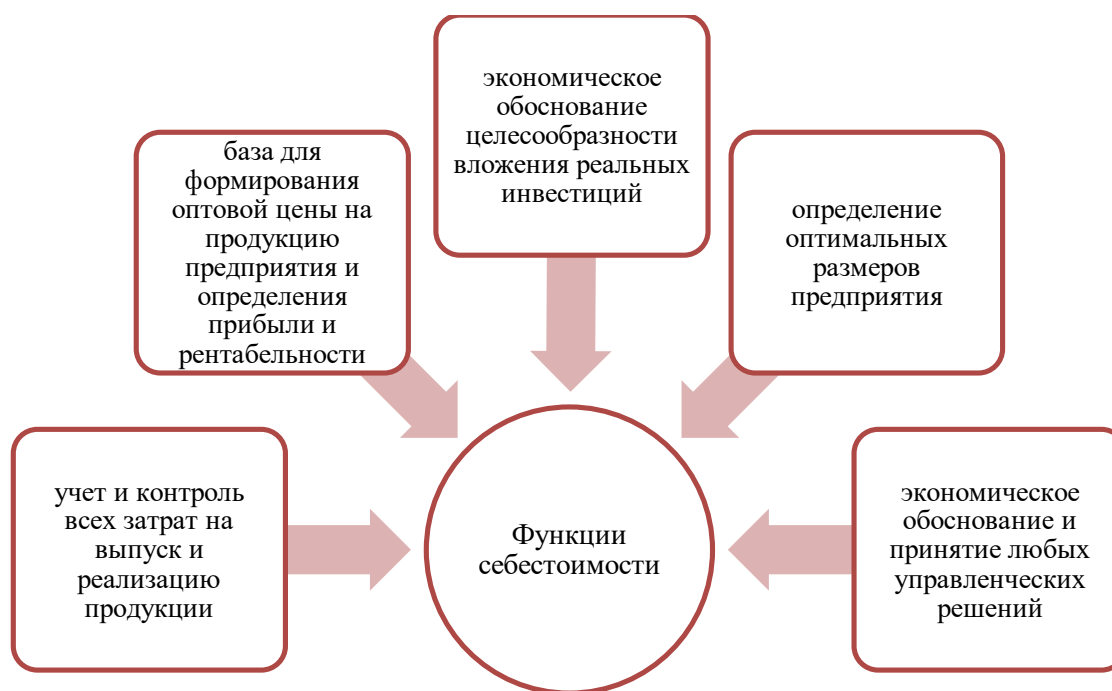 экономическое
обоснование
целесообразности
вложения реальных
инвестиций
база для
формирования
оптовой цены на
продукцию
предприятия и
определения
прибыли и
рентабельности
определение
оптимальных
размеров
предприятия
учет и контроль
всех затрат на
выпуск и
реализацию
продукции
Функции
себестоимости
экономическое
обоснование и
принятие любых
управленческих
решений